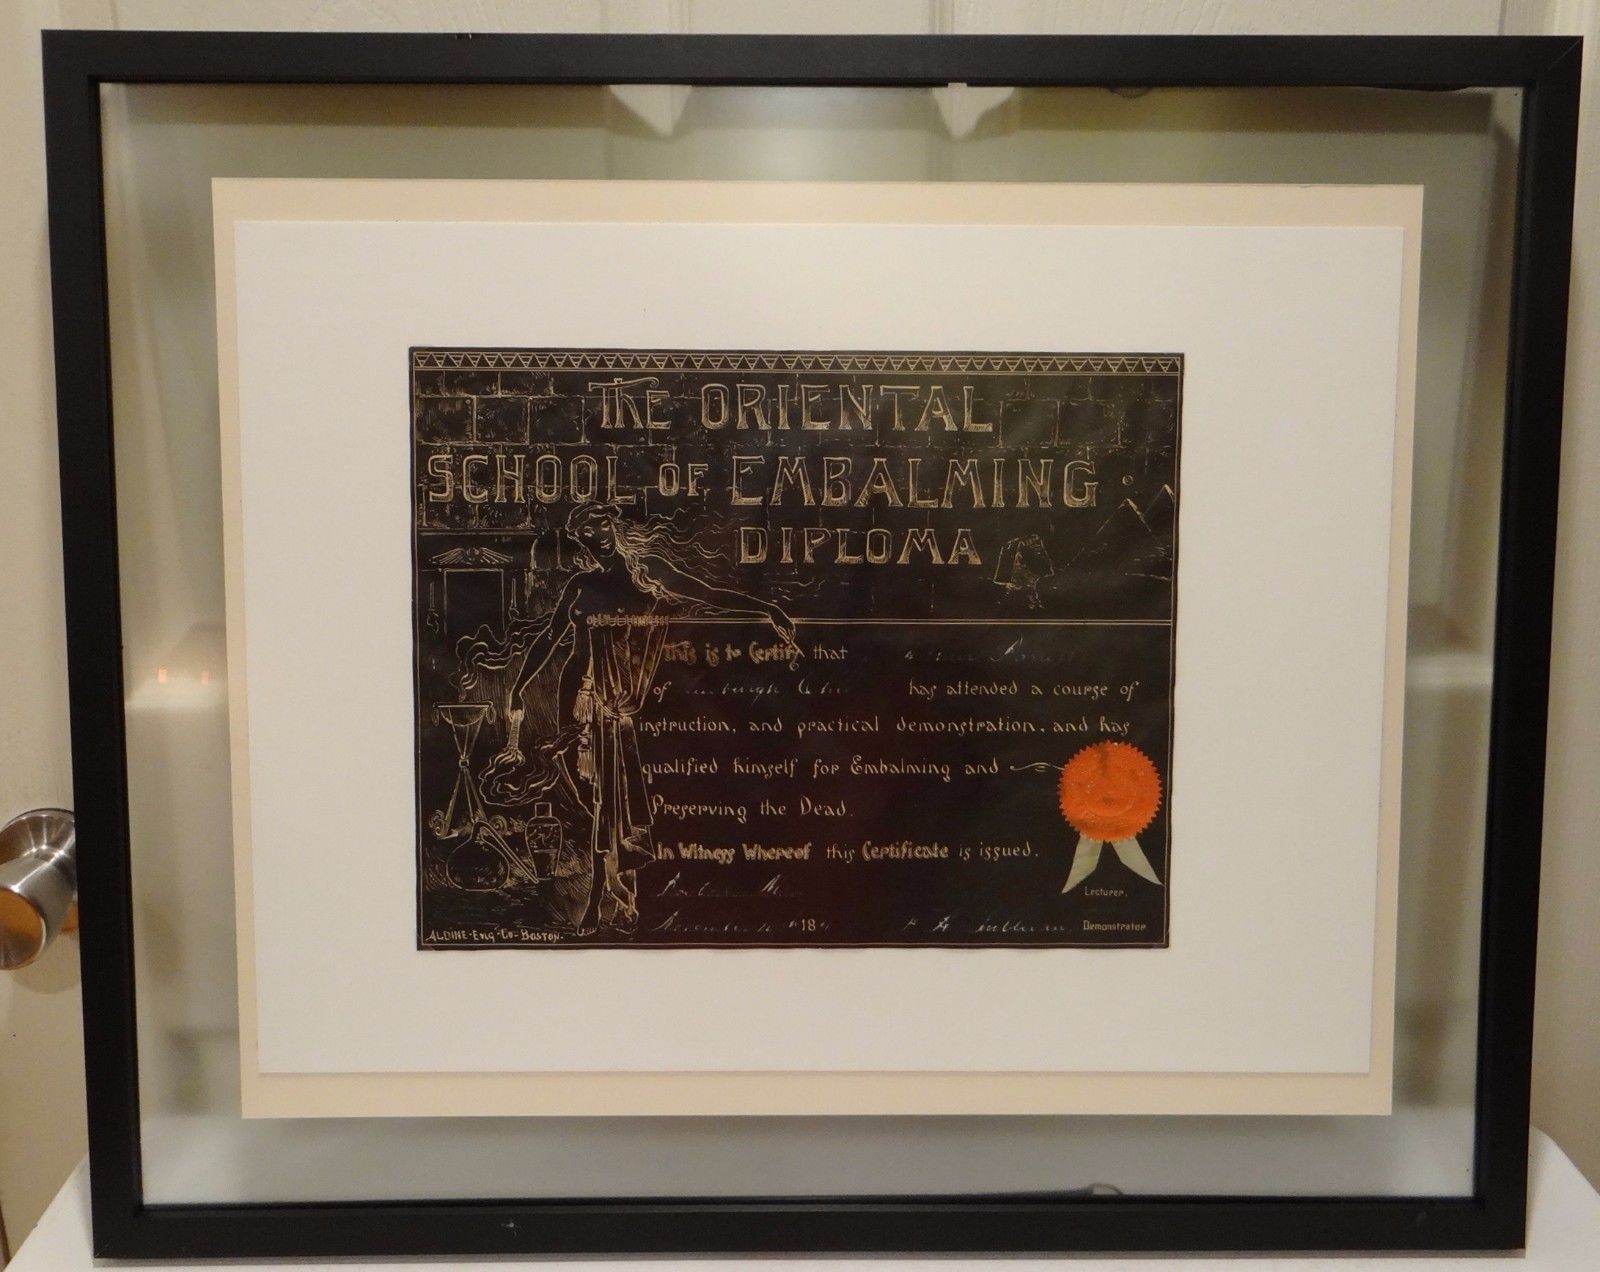 THE ORIENTAL
SCHOOL OF EMBALMING
DIPLOMA
This is to Certify that
of has attended a course of
instruction, and practical demonstration, and has
qualified himself for Embalming and
Preserving the Dead.
In Witness Whereof this Certificate is issued.
Lecturer.
18
Demonstrator
ALDINE-Eng-Co-Boston.